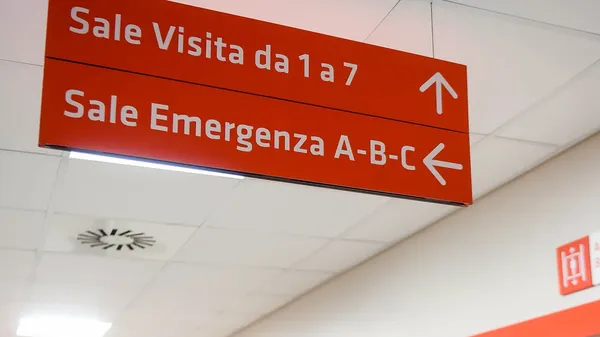 Sale Visita da 1 a 7
Sale Emergenza A-B-C